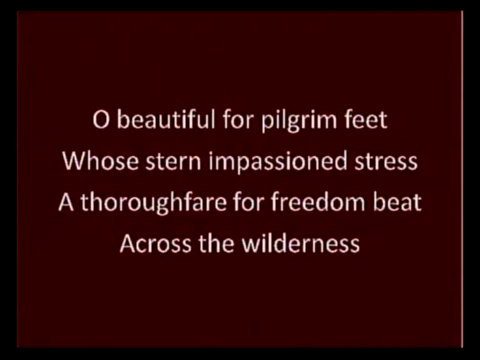 O beautiful for pilgrim feet
Whose stern impassioned stress
A thoroughfare for freedom beat
Across the wilderness